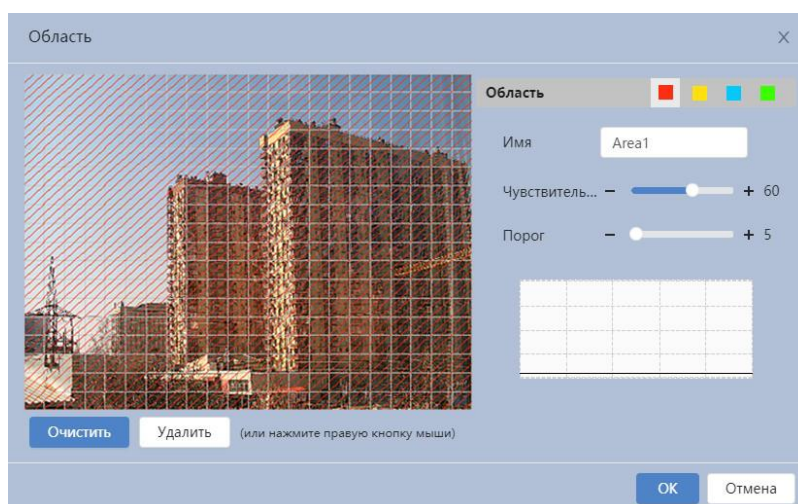 Область
X
Область
Имя
Area1
Чувствитель... − + 60
Порог − + 5
Очистить
Удалить
(или нажмите правую кнопку мыши)
OK
Отмена